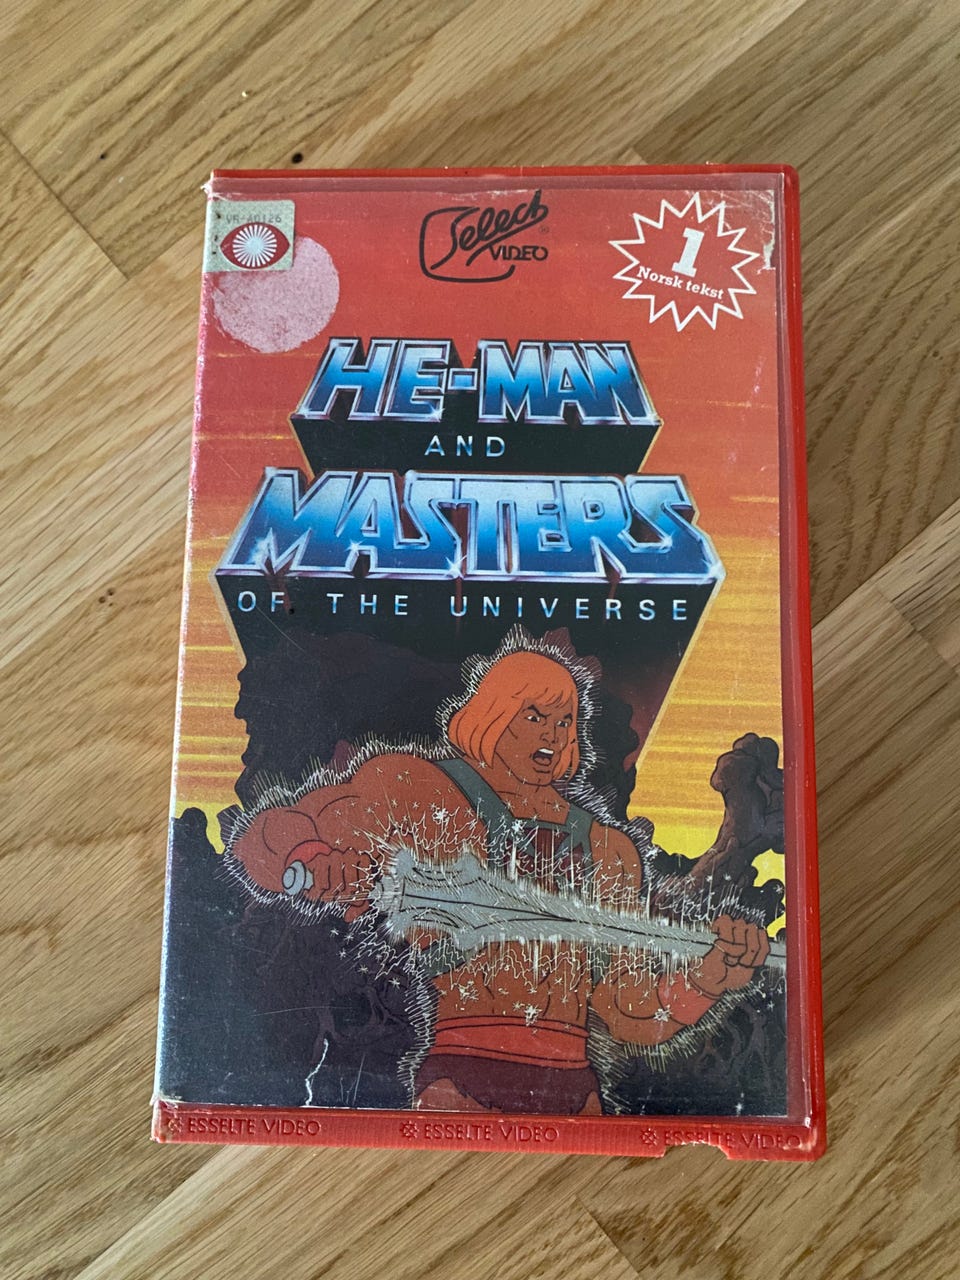 VR-A0126
Select®
VIDEO
1
Norsk tekst
HE-MAN
AND
MASTERS
OF THE UNIVERSE
ESSELTE VIDEO ESSELTE VIDEO ESSELTE VIDEO